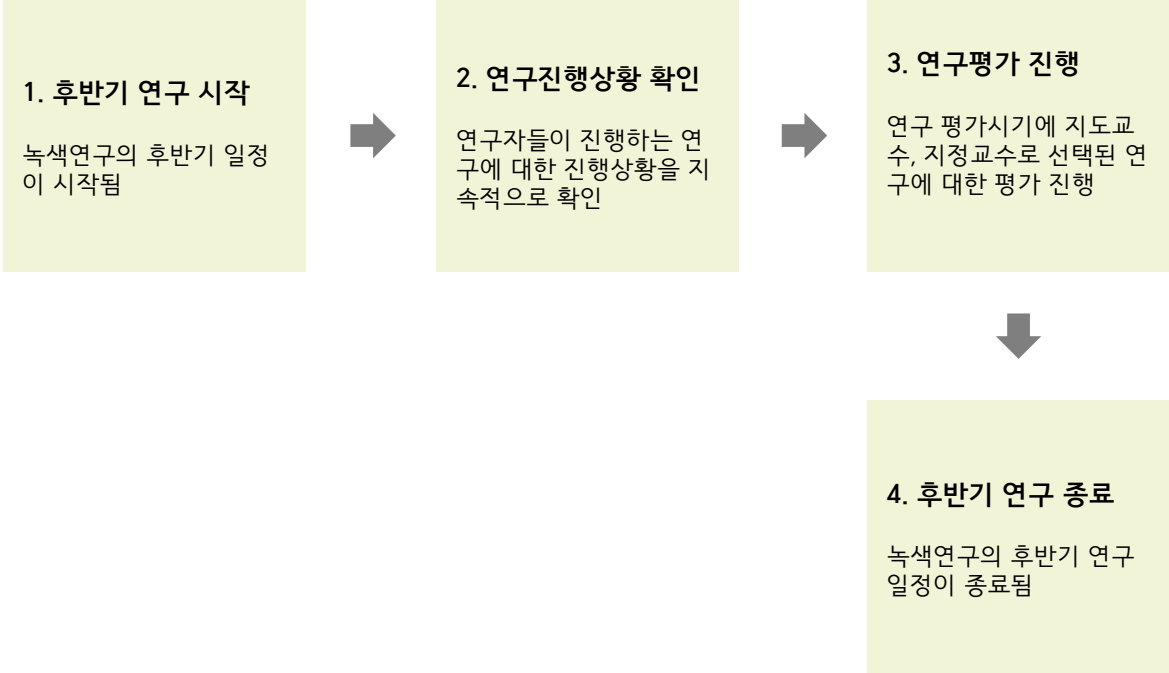 1. 후반기 연구 시작
녹색연구의 후반기 일정
이 시작됨
2. 연구진행상황 확인
연구자들이 진행하는 연
구에 대한 진행상황을 지
속적으로 확인
3. 연구평가 진행
연구 평가시기에 지도교
수, 지정교수로 선택된 연
구에 대한 평가 진행
4. 후반기 연구 종료
녹색연구의 후반기 연구
일정이 종료됨